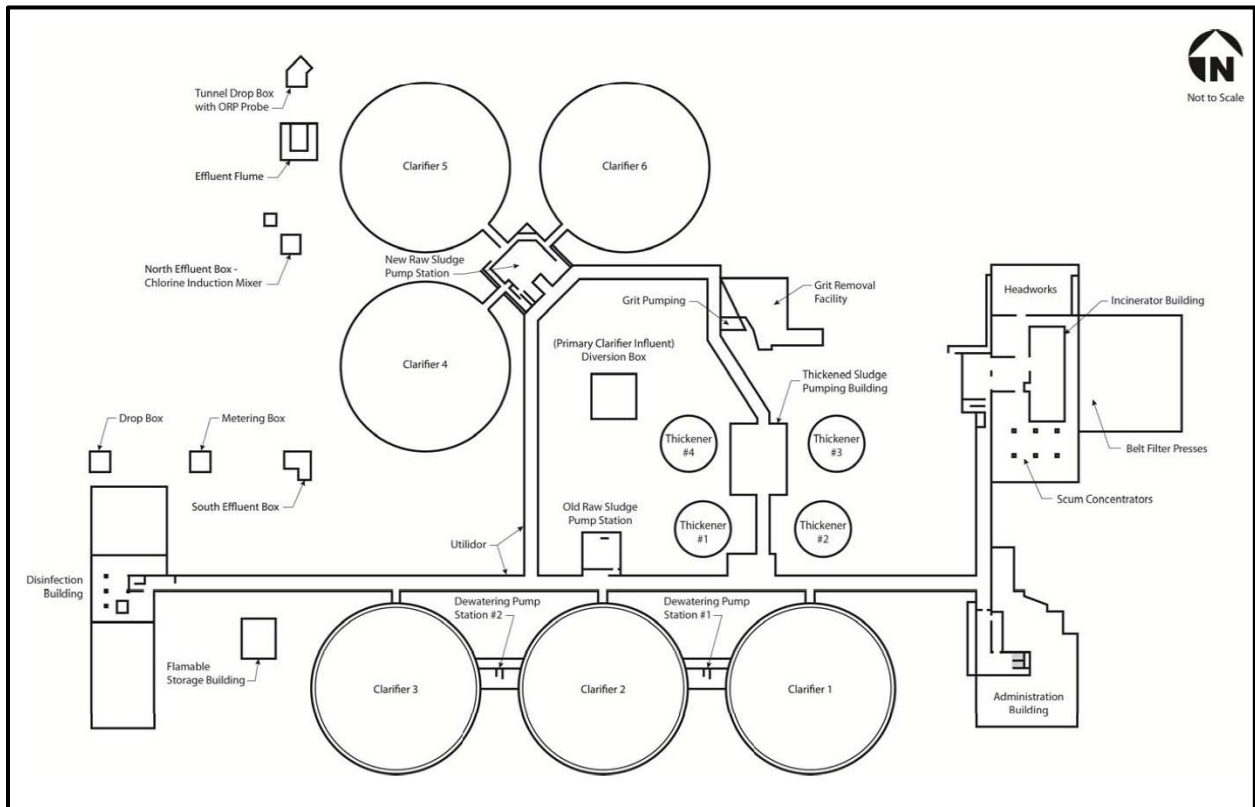 N
Not to Scale
Tunnel Drop Box
with ORP Probe
Effluent Flume
North Effluent Box -
Chlorine Induction Mixer
Clarifier 5
Clarifier 6
New Raw Sludge
Pump Station
Grit Pumping
Grit Removal
Facility
Headworks
Incinerator Building
Clarifier 4
(Primary Clarifier Influent)
Diversion Box
Thickened Sludge
Pumping Building
Drop Box
Metering Box
South Effluent Box
Thickener
#4
Thickener
#3
Belt Filter Presses
Scum Concentrators
Old Raw Sludge
Pump Station
Thickener
#1
Thickener
#2
Utilidor
Disinfection
Building
Dewatering Pump
Station #2
Dewatering Pump
Station #1
Flamable
Storage Building
Clarifier 3
Clarifier 2
Clarifier 1
Administration
Building